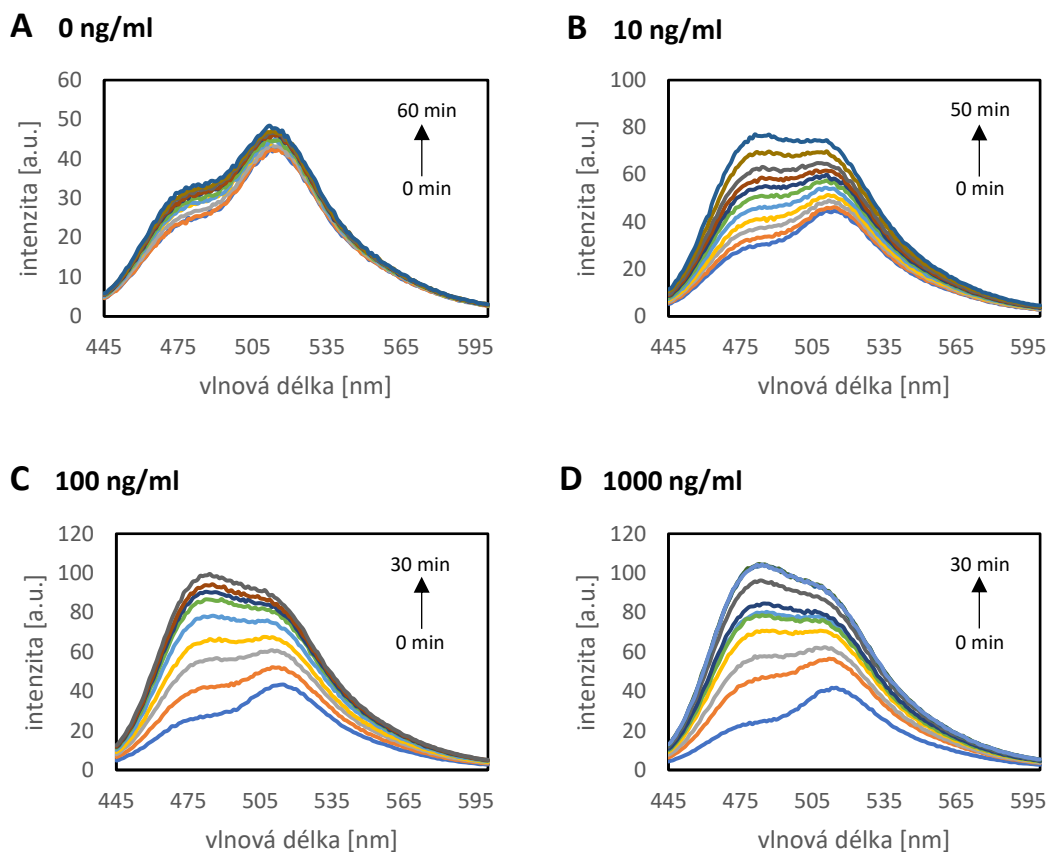 A 0 ng/ml
60
50
40
30
20
10
0
intenzita [a.u.]
60 min
0 min
445 475 505 535 565 595
vlnová délka [nm]
B 10 ng/ml
100
80
60
40
20
0
intenzita [a.u.]
50 min
0 min
445 475 505 535 565 595
vlnová délka [nm]
C 100 ng/ml
120
100
80
60
40
20
0
intenzita [a.u.]
30 min
0 min
445 475 505 535 565 595
vlnová délka [nm]
D 1000 ng/ml
120
100
80
60
40
20
0
intenzita [a.u.]
30 min
0 min
445 475 505 535 565 595
vlnová délka [nm]